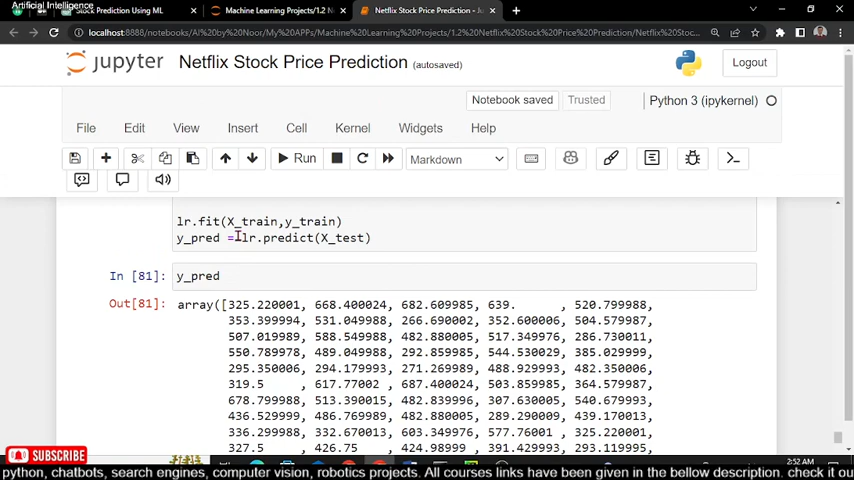 Artificial Intelligence
Stock Prediction Using ML
Machine Learning Projects/1.2 N
Netflix Stock Price Prediction - Ju
localhost:8888/notebooks/AI%20by%20Noor/My%20APPs/Machine%20Learning%20Projects/1.2%20Netflix%20Stock%20Price%20Prediction/Netflix%20Stoc...
jupyter
Netflix Stock Price Prediction (autosaved)
Logout
Notebook saved
Trusted
Python 3 (ipykernel)
File Edit View Insert Cell Kernel Widgets Help
Run
Markdown
lr.fit(X_train,y_train)
y_pred = lr.predict(X_test)
In [81]: y_pred
Out[81]: array([325.220001, 668.400024, 682.609985, 639. , 520.799988,
353.399994, 531.049988, 266.690002, 352.600006, 504.579987,
507.019989, 588.549988, 482.880005, 517.349976, 286.730011,
550.789978, 489.049988, 292.859985, 544.530029, 385.029999,
295.350006, 294.179993, 271.269989, 488.929993, 482.350006,
319.5 , 617.77002 , 687.400024, 503.859985, 364.579987,
678.799988, 513.390015, 482.839996, 307.630005, 540.679993,
436.529999, 486.769989, 482.880005, 289.290009, 439.170013,
336.299988, 332.670013, 603.349976, 577.76001 , 325.220001,
327.5 , 426.75 , 424.98999 , 391.429993, 293.119995,
SUBSCRIBE
2:52 AM
python, chatbots, search engines, computer vision, robotics projects. All courses links have been given in the bellow description. check it ou